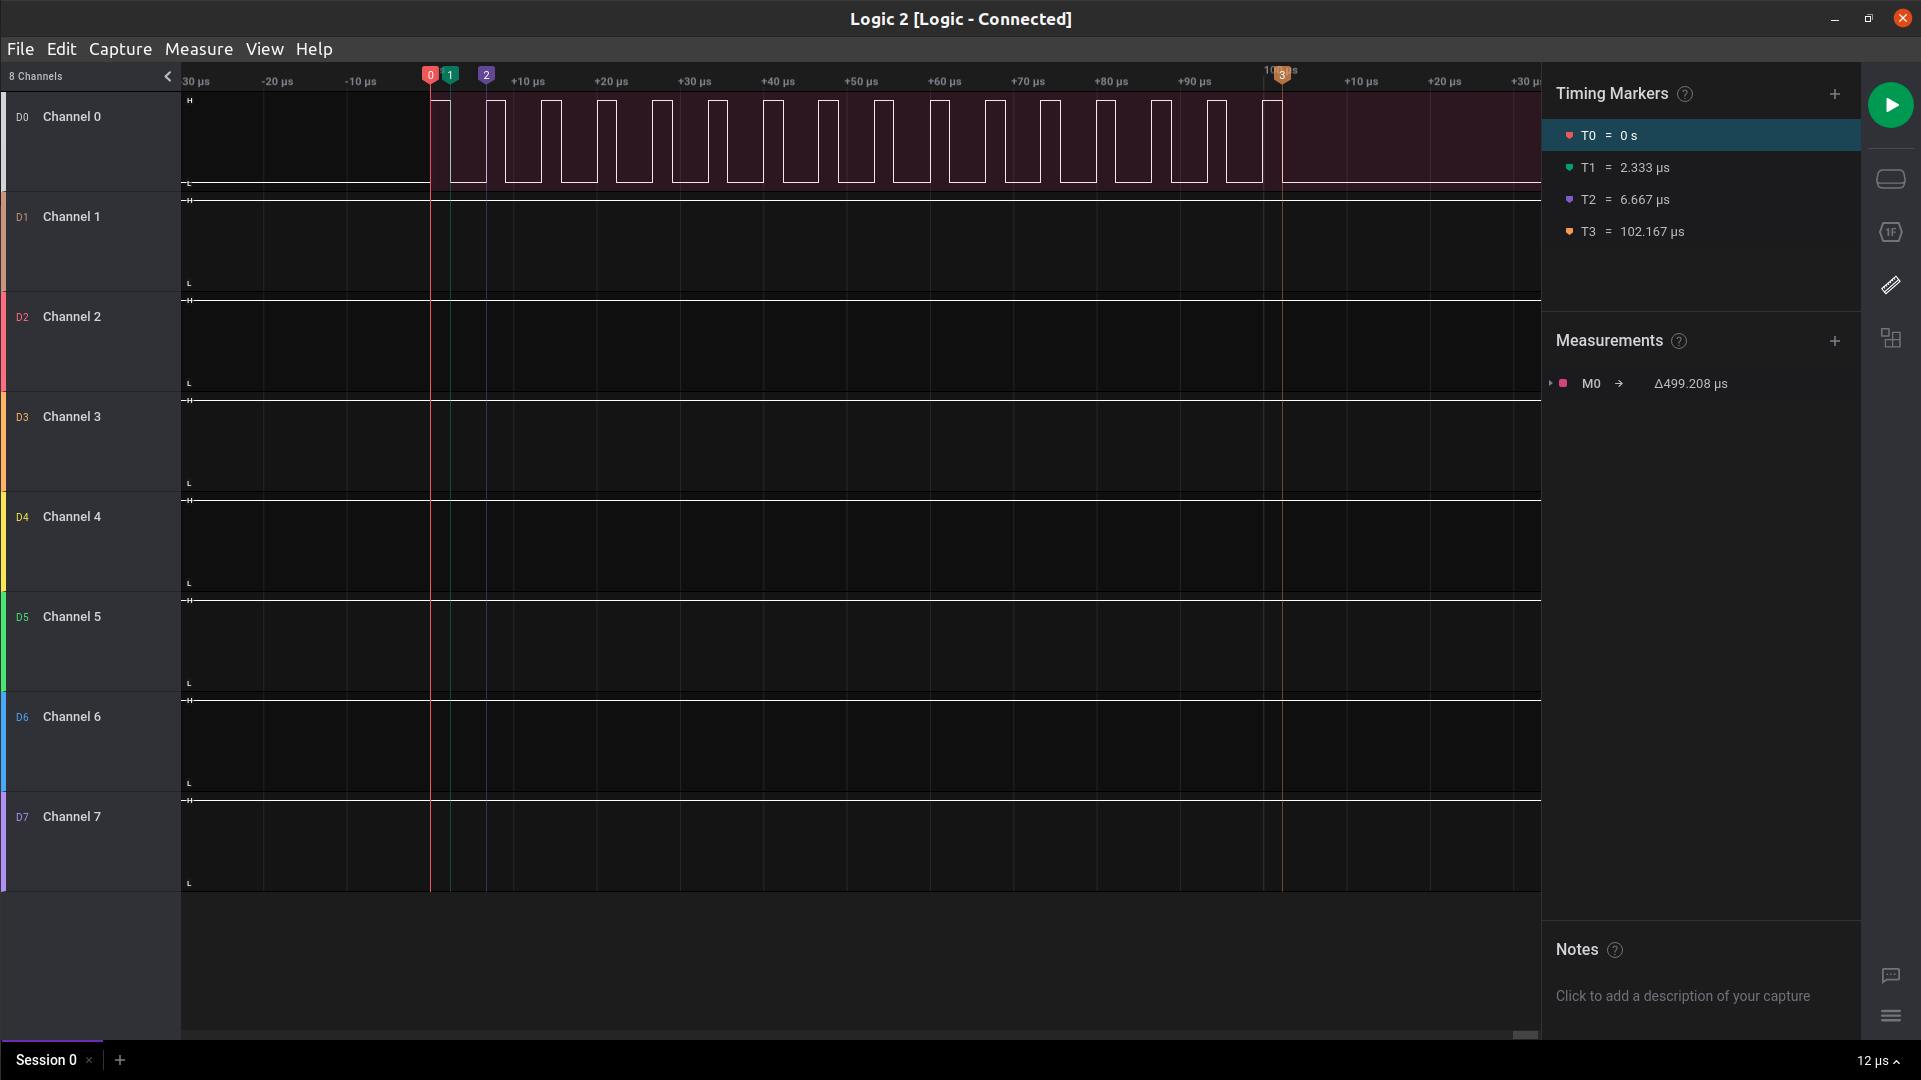 Logic 2 [Logic - Connected]
File Edit Capture Measure View Help
8 Channels
30 µs -20 µs -10 µs 0 1 2 +10 µs +20 µs +30 µs +40 µs +50 µs +60 µs +70 µs +80 µs +90 µs 3 +10 µs +20 µs +30 µs
D0 Channel 0
H
L
D1 Channel 1
H
L
D2 Channel 2
H
L
D3 Channel 3
H
L
D4 Channel 4
H
L
D5 Channel 5
H
L
D6 Channel 6
H
L
D7 Channel 7
H
L
Timing Markers ?
T0 = 0 s
T1 = 2.333 µs
T2 = 6.667 µs
T3 = 102.167 µs
1F
Measurements ?
M0 → Δ499.208 µs
Notes ?
Click to add a description of your capture
Session 0 × +
12 µs